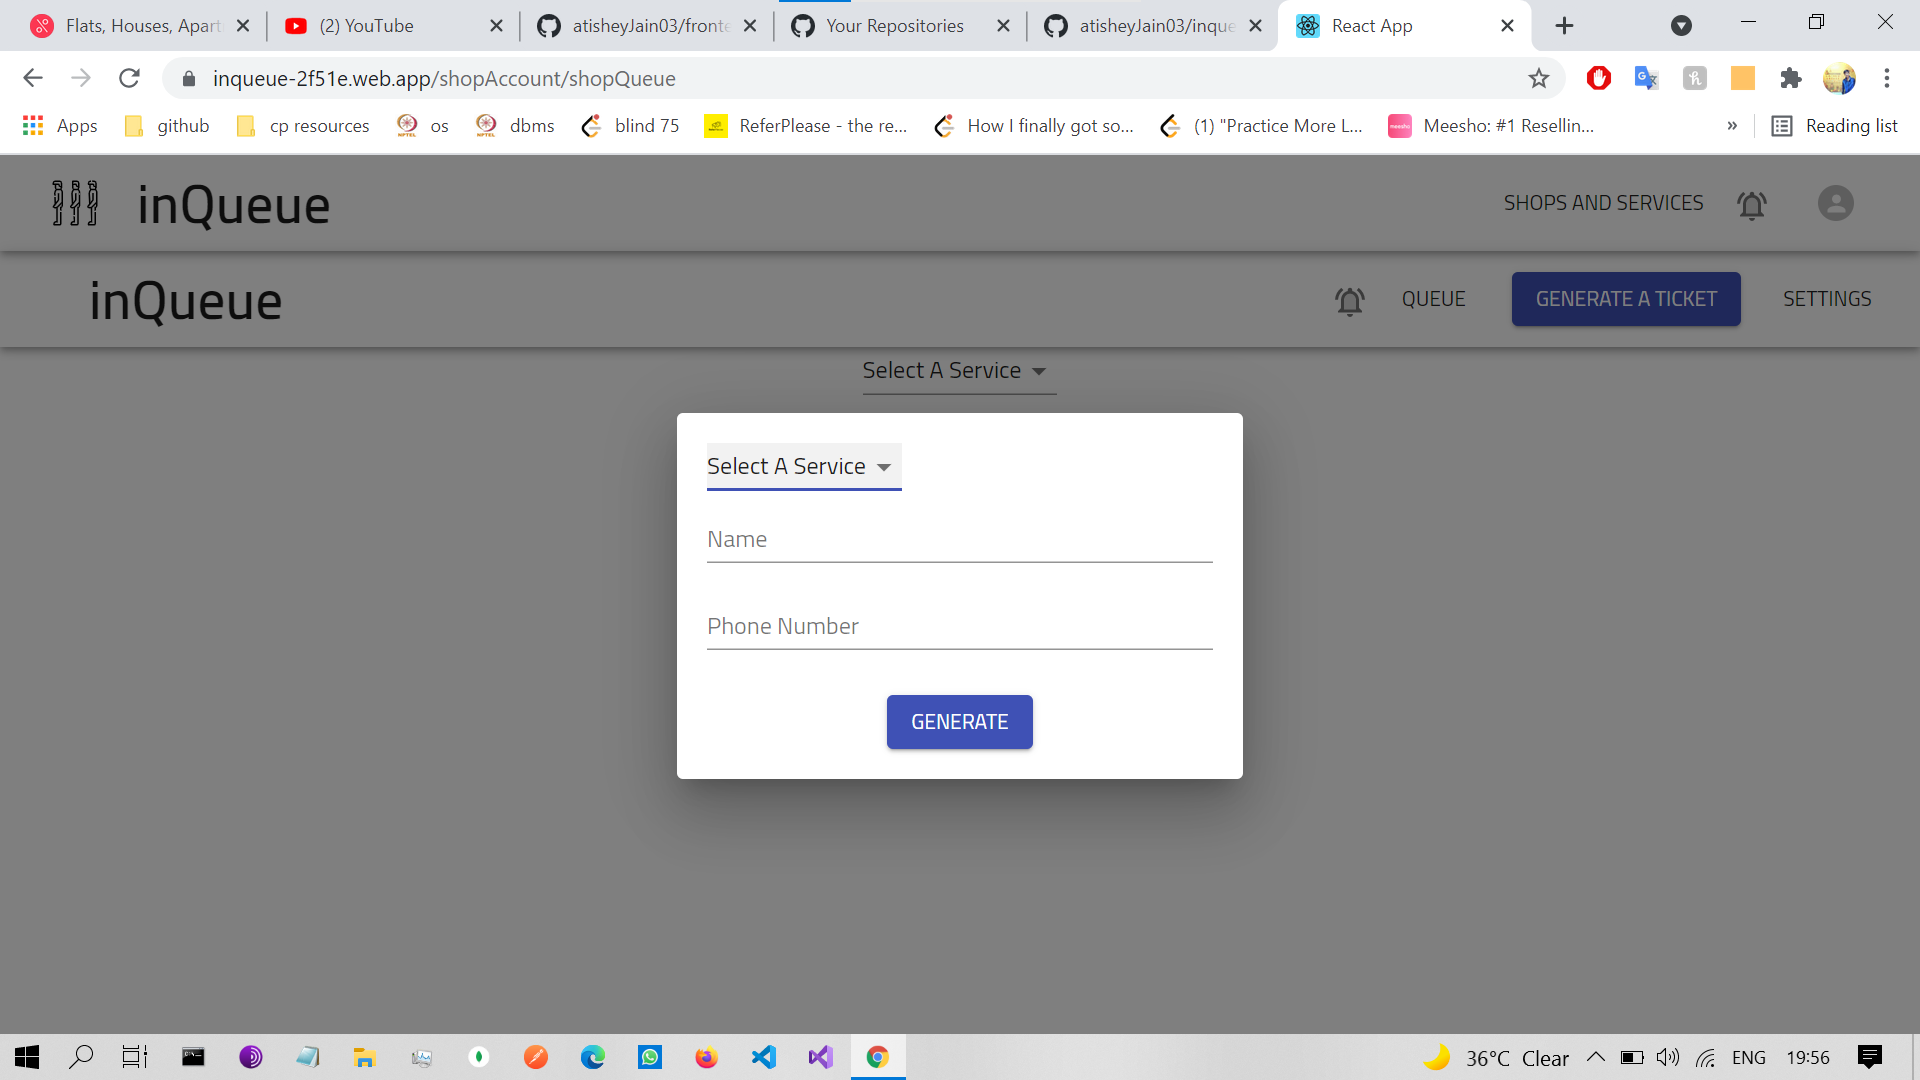 Flats, Houses, Apart
(2) YouTube
atisheyJain03/fronte
Your Repositories
atisheyJain03/inque
React App
inqueue-2f51e.web.app/shopAccount/shopQueue
Apps
github
cp resources
os
dbms
blind 75
ReferPlease - the re...
How I finally got so...
(1) "Practice More L...
Meesho: #1 Resellin...
»
Reading list
inQueue
SHOPS AND SERVICES
inQueue
QUEUE
GENERATE A TICKET
SETTINGS
Select A Service
Select A Service
Name
Phone Number
GENERATE
36°C Clear
ENG
19:56